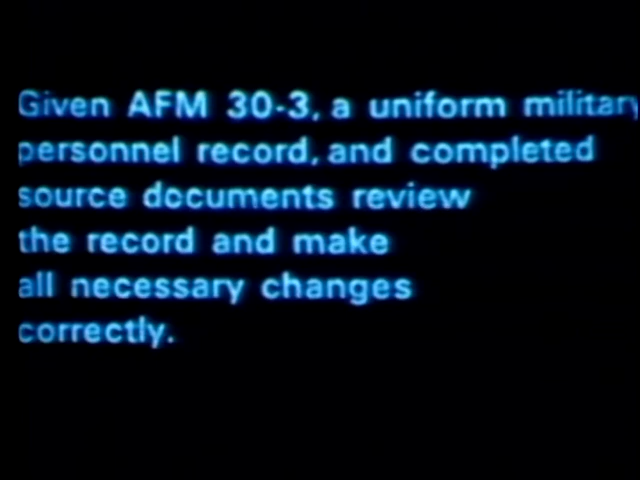 Given AFM 30-3, a uniform military
personnel record, and completed
source documents review
the record and make
all necessary changes
correctly.